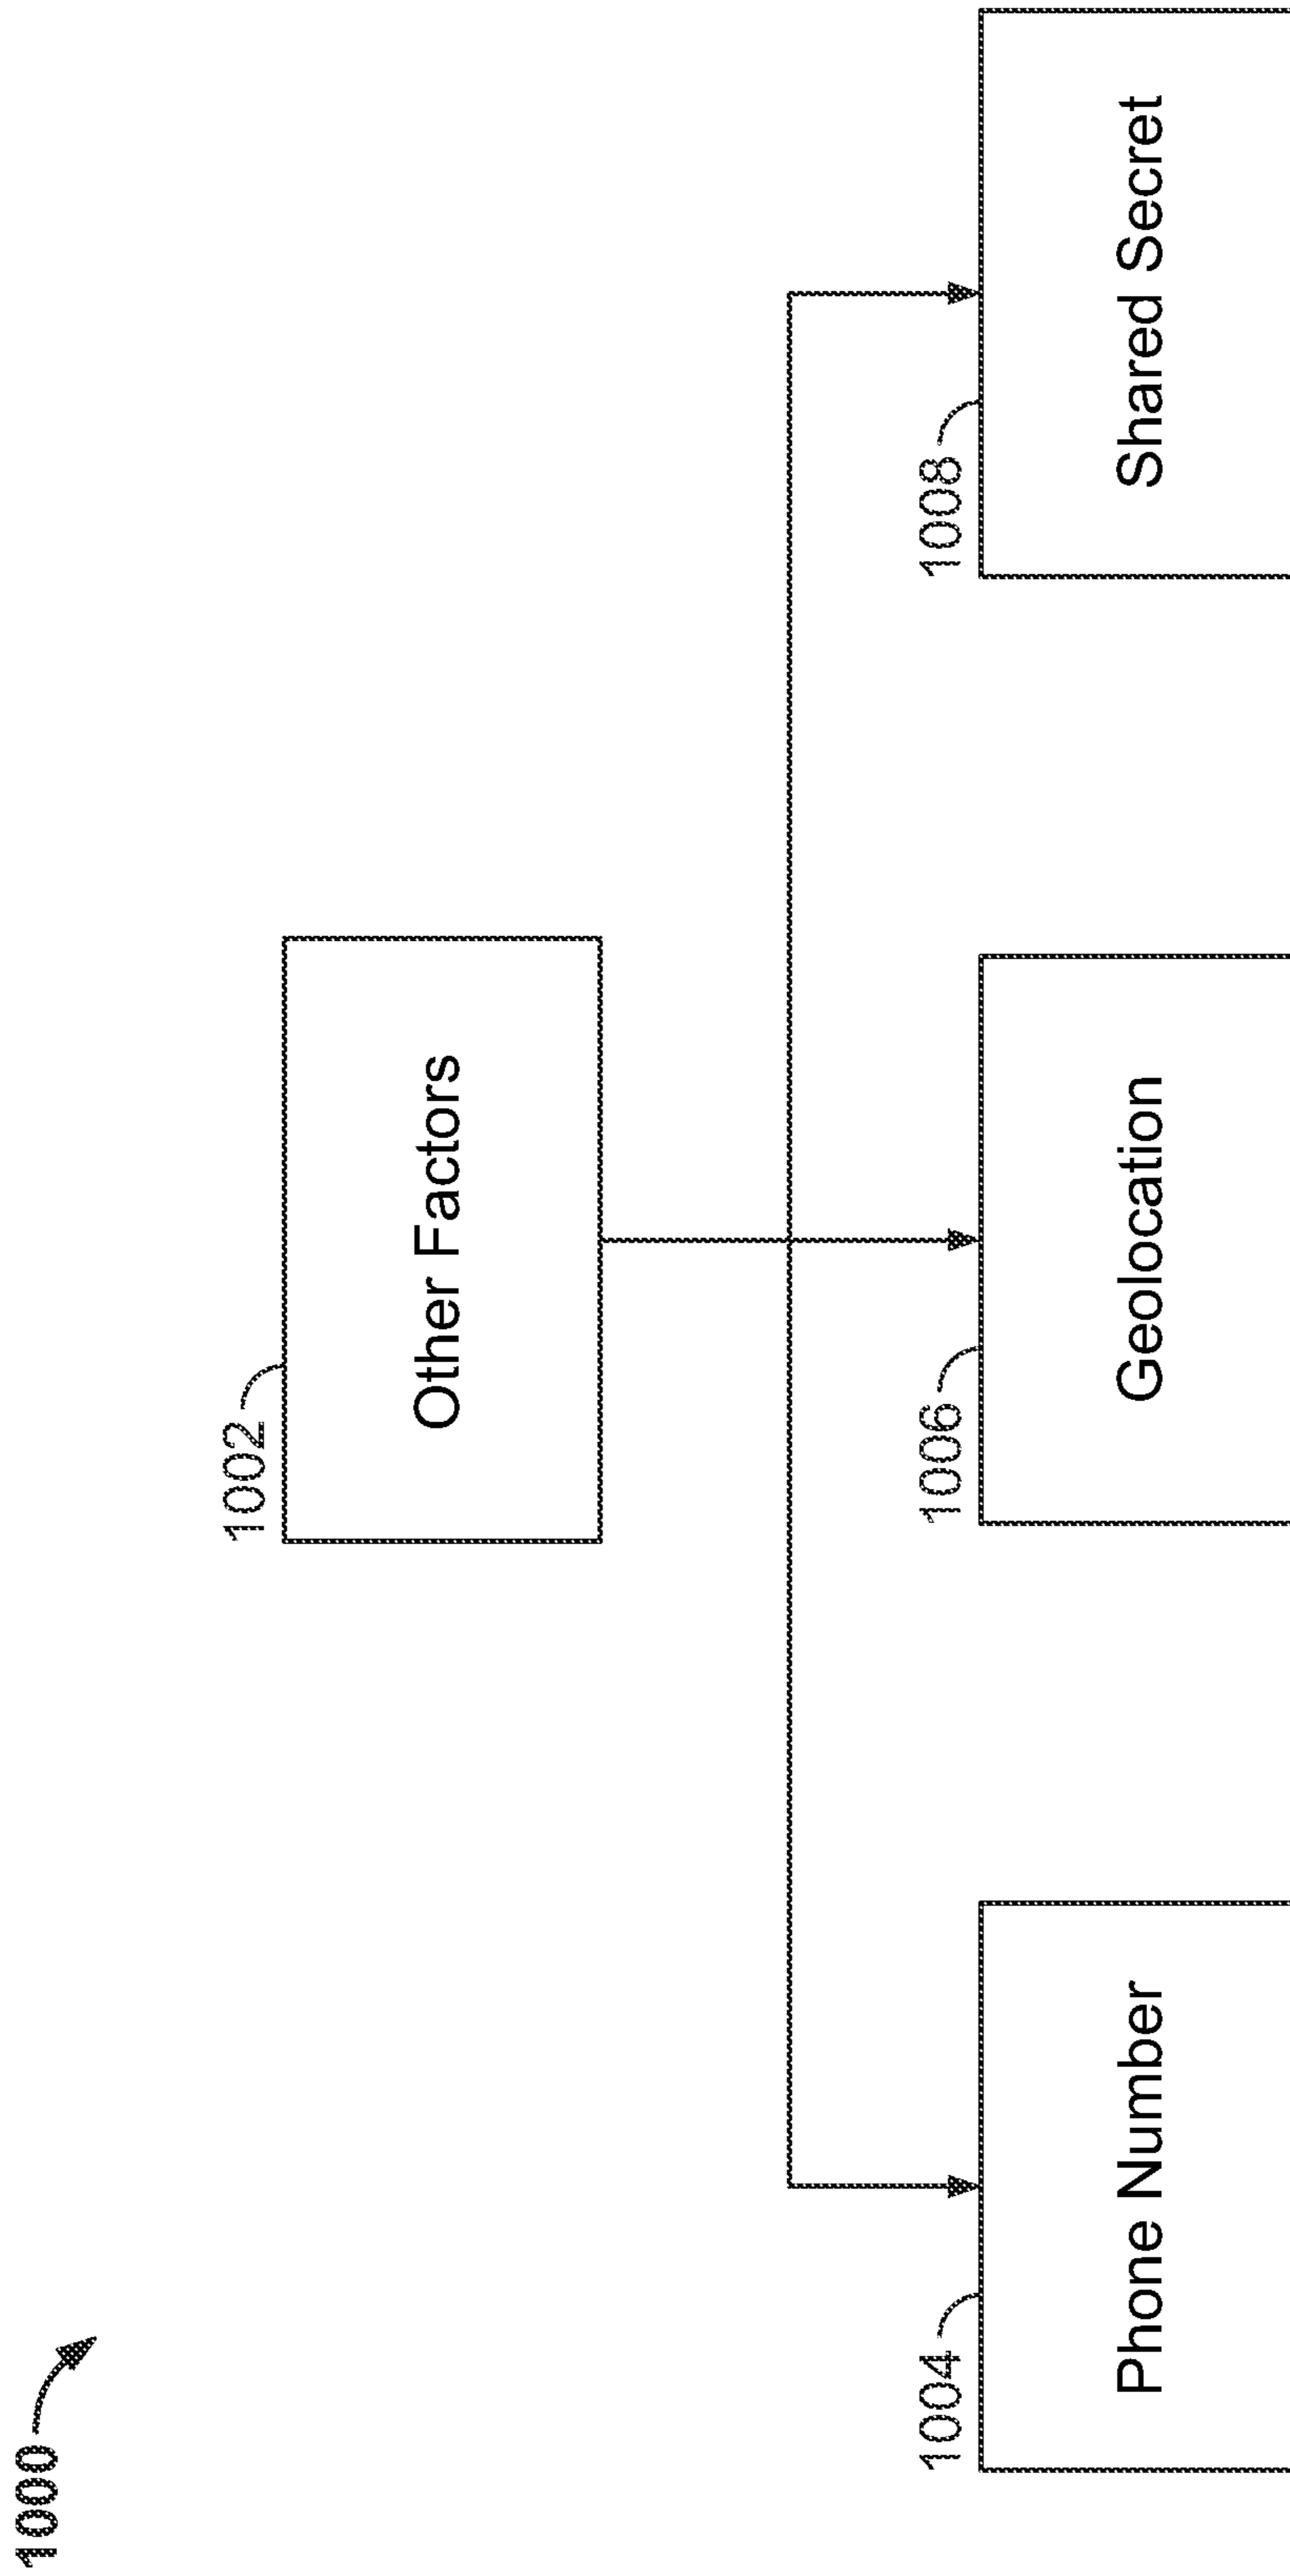 1000
1002
Other Factors
1004
Phone Number
1006
Geolocation
1008
Shared Secret